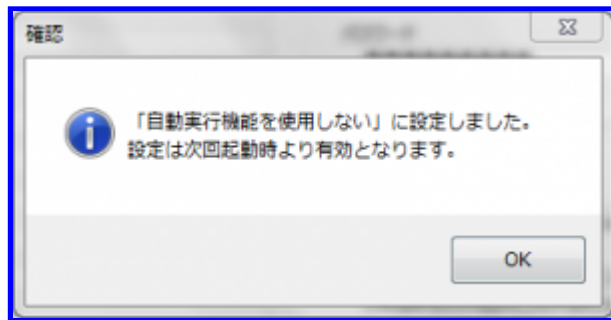 確認
「自動実行機能を使用しない」に設定しました。
設定は次回起動時より有効となります。
OK